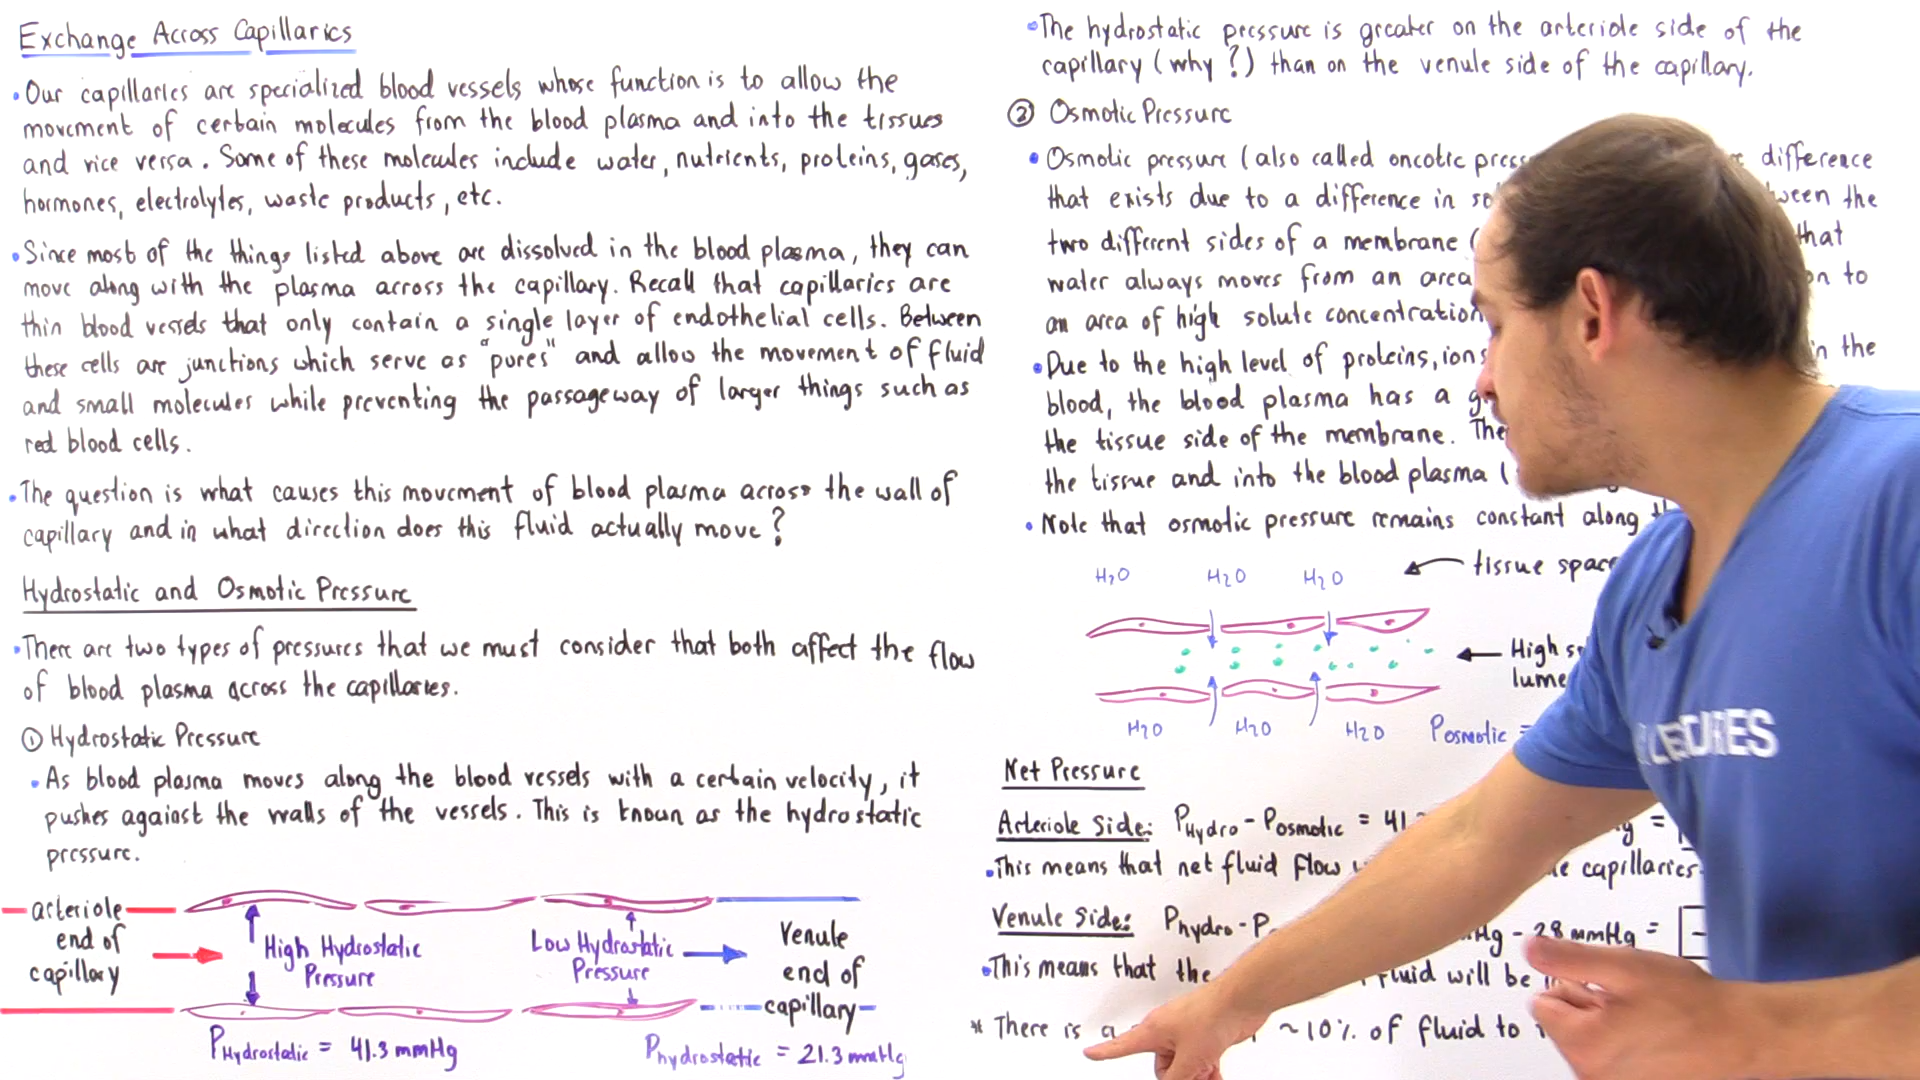 Exchange Across Capillaries
• Our capillaries are specialized blood vessels whose function is to allow the
movement of certain molecules from the blood plasma and into the tissues
and vice versa. Some of these molecules include water, nutrients, proteins, gases,
hormones, electrolytes, waste products, etc.
• Since most of the things listed above are dissolved in the blood plasma, they can
move along with the plasma across the capillary. Recall that capillaries are
thin blood vessels that only contain a single layer of endothelial cells. Between
these cells are junctions which serve as "pores" and allow the movement of fluid
and small molecules while preventing the passageway of larger things such as
red blood cells.
• The question is what causes this movement of blood plasma across the wall of
capillary and in what direction does this fluid actually move?
Hydrostatic and Osmotic Pressure
• There are two types of pressures that we must consider that both affect the flow
of blood plasma across the capillaries.
① Hydrostatic Pressure
• As blood plasma moves along the blood vessels with a certain velocity, it
pushes against the walls of the vessels. This is known as the hydrostatic
pressure.
arteriole
end of
capillary
High Hydrostatic
Pressure
Low Hydrostatic
Pressure
Venule
end of
capillary
PHydrostatic = 41.3 mmHg
Phydrostatic = 21.3 mmHg
• The hydrostatic pressure is greater on the arteriole side of the
capillary (why?) than on the venule side of the capillary.
② Osmotic Pressure
• Osmotic pressure (also called oncotic difference
that exists due to a difference in the
two different sides of a membrane that
water always moves from an area to
an area of high solute concentration
• Due to the high level of proteins, ions in the
blood, the blood plasma has a
the tissue side of the membrane.
the tissue and into the blood plasma (
• Note that osmotic pressure remains constant along
H2O H2O H2O
tissue space
High
H2O H2O H2O
Posmotic =
Net Pressure
Arteriole Side: PHydro - Posmotic = =
• This means that net fluid flow capillaries
Venule Side: Phydro - - 28 mmHg =
• This means that the fluid will be
* There is a ~10% of fluid to
LECTURES